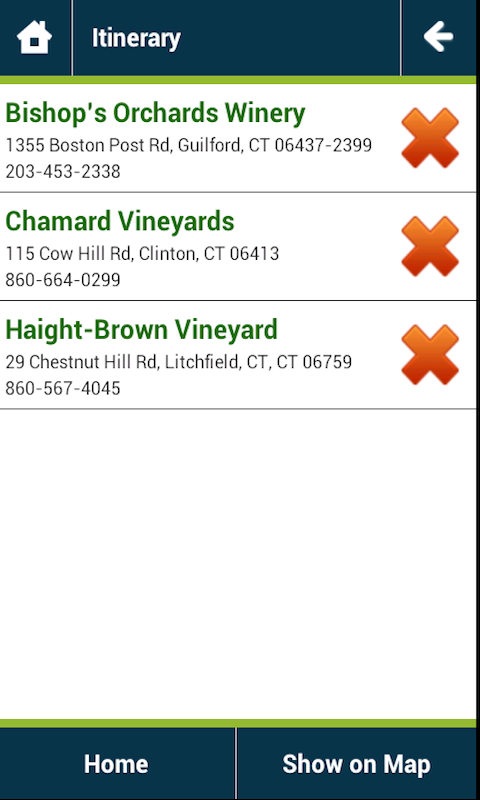 Itinerary
Bishop's Orchards Winery
1355 Boston Post Rd, Guilford, CT 06437-2399
203-453-2338
Chamard Vineyards
115 Cow Hill Rd, Clinton, CT 06413
860-664-0299
Haight-Brown Vineyard
29 Chestnut Hill Rd, Litchfield, CT, CT 06759
860-567-4045
Home
Show on Map